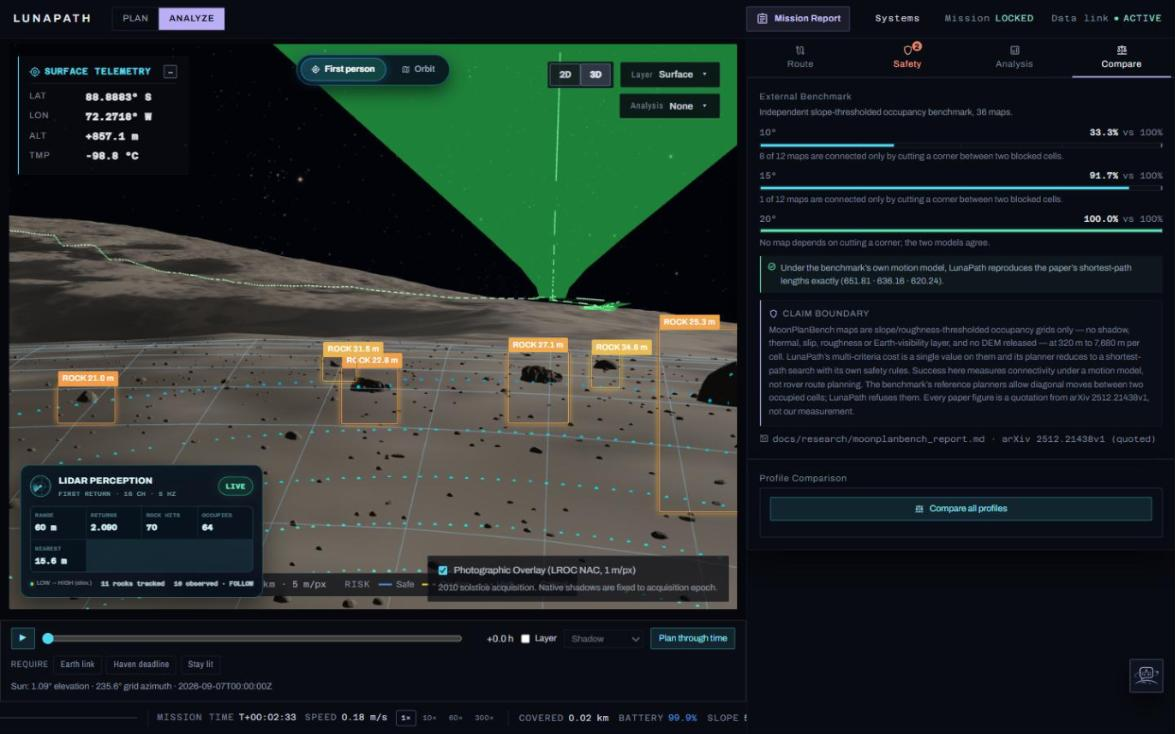 LUNAPATH
PLAN
ANALYZE
Mission Report
Systems
Mission LOCKED
Data link ● ACTIVE
SURFACE TELEMETRY
LAT 88.8883° S
LON 72.2718° W
ALT +857.1 m
TMP -98.8 °C
First person
Orbit
2D
3D
Layer Surface
Analysis None
ROCK 25.3 m
ROCK 31.5 m
ROCK 22.8 m
ROCK 27.1 m
ROCK 24.6 m
ROCK 21.0 m
LIDAR PERCEPTION
FIRST RETURN · 16 CH · 5 HZ
LIVE
RANGE
60 m
RETURNS
2.090
ROCK HITS
70
OCCUPIED
64
NEAREST
15.6 m
LOW → HIGH (elev.) 11 rocks tracked 10 observed · FOLLOW
km · 5 m/px RISK Safe
Photographic Overlay (LROC NAC, 1 m/px)
2010 solstice acquisition. Native shadows are fixed to acquisition epoch.
+0.0 h
Layer
Shadow
Plan through time
REQUIRE
Earth link
Haven deadline
Stay lit
Sun: 1.09° elevation · 235.6° grid azimuth · 2026-09-07T00:00:00Z
MISSION TIME T+00:02:33 SPEED 0.18 m/s 1× 10× 60× 300× COVERED 0.02 km BATTERY 99.9% SLOPE
Route
Safety
2
Analysis
Compare
External Benchmark
Independent slope-thresholded occupancy benchmark, 36 maps.
10° 33.3% vs 100%
8 of 12 maps are connected only by cutting a corner between two blocked cells.
15° 91.7% vs 100%
1 of 12 maps are connected only by cutting a corner between two blocked cells.
20° 100.0% vs 100%
No map depends on cutting a corner; the two models agree.
Under the benchmark's own motion model, LunaPath reproduces the paper's shortest-path
lengths exactly (651.81 · 636.16 · 620.24).
CLAIM BOUNDARY
MoonPlanBench maps are slope/roughness-thresholded occupancy grids only — no shadow,
thermal, slip, roughness or Earth-visibility layer, and no DEM released — at 320 m to 7,680 m per
cell. LunaPath's multi-criteria cost is a single value on them and its planner reduces to a shortest-
path search with its own safety rules. Success here measures connectivity under a motion model,
not rover route planning. The benchmark's reference planners allow diagonal moves between two
occupied cells; LunaPath refuses them. Every paper figure is a quotation from arXiv 2512.21438v1,
not our measurement.
docs/research/moonplanbench_report.md · arXiv 2512.21438v1 (quoted)
Profile Comparison
Compare all profiles